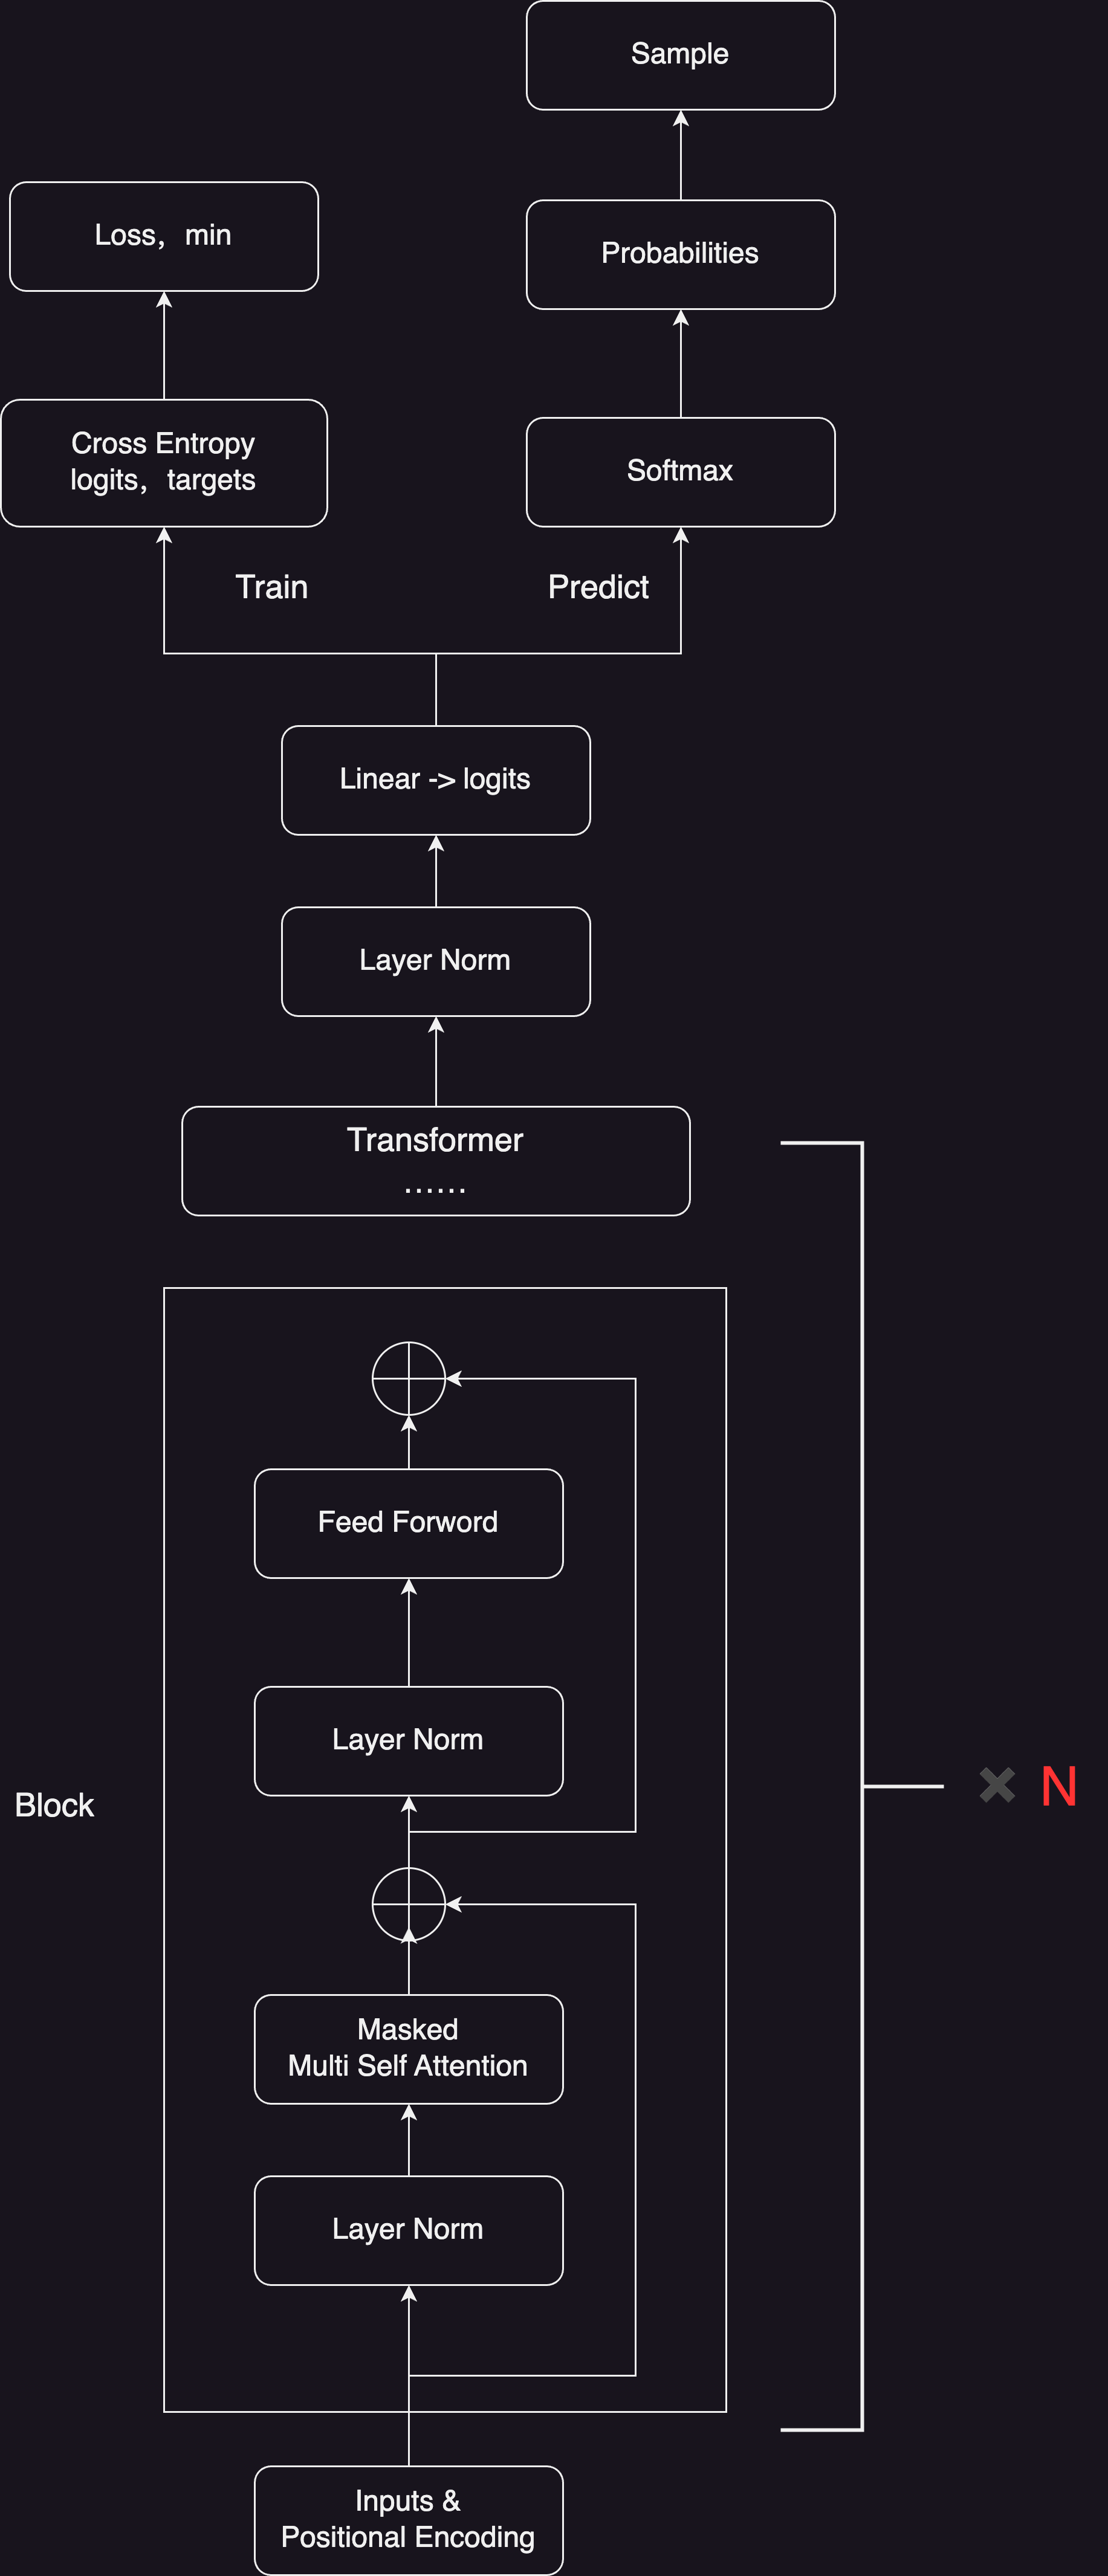 Sample
Loss，min
Probabilities
Cross Entropy
logits，targets
Softmax
Train
Predict
Linear -> logits
Layer Norm
Transformer
......
Feed Forword
Layer Norm
Block
✖ N
Masked
Multi Self Attention
Layer Norm
Inputs &
Positional Encoding